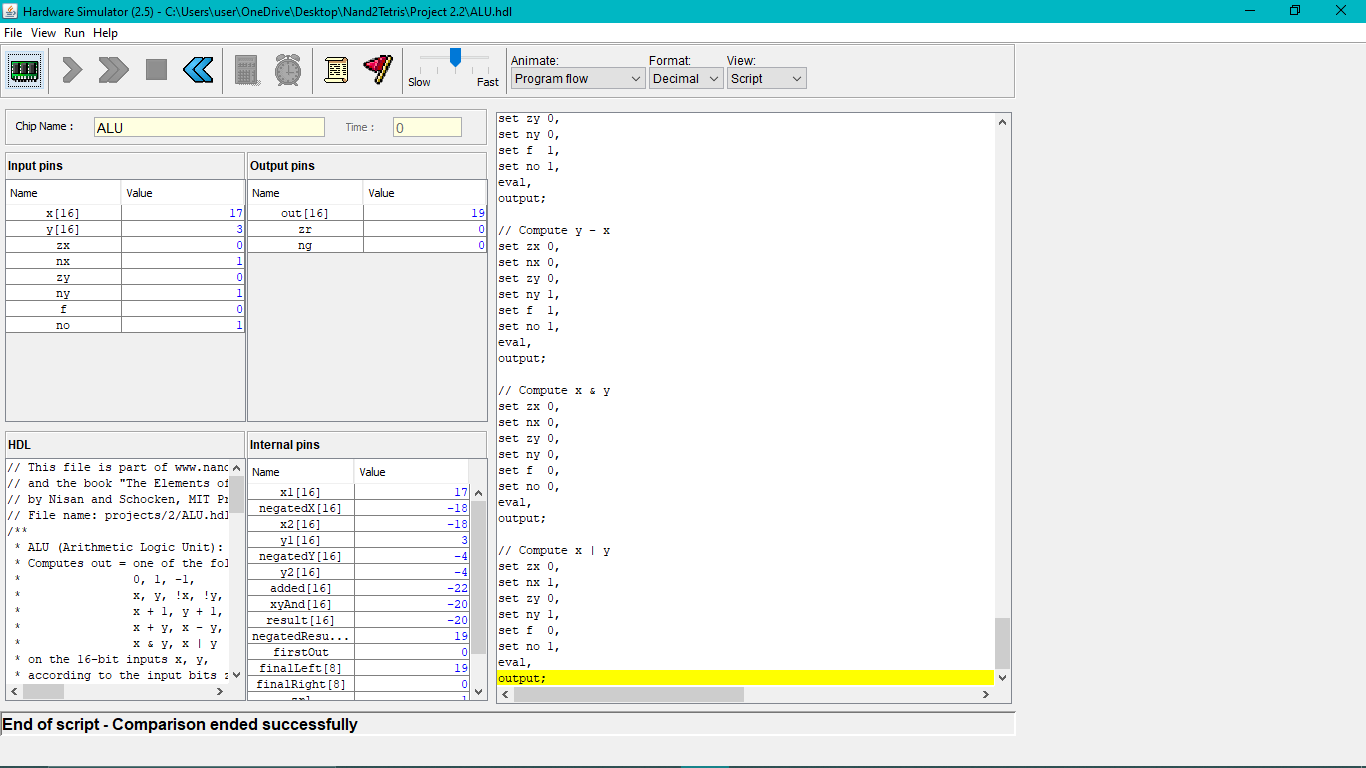 Hardware Simulator (2.5) - C:\Users\user\OneDrive\Desktop\Nand2Tetris\Project 2.2\ALU.hdl
File View Run Help
Slow Fast
Animate: Format: View:
Program flow Decimal Script
Chip Name : ALU Time : 0
Input pins
Name Value
x[16] 17
y[16] 3
zx 0
nx 1
zy 0
ny 1
f 0
no 1
Output pins
Name Value
out[16] 19
zr 0
ng 0
HDL
// This file is part of www.nand
// and the book "The Elements of
// by Nisan and Schocken, MIT Pr
// File name: projects/2/ALU.hdl
/**
* ALU (Arithmetic Logic Unit):
* Computes out = one of the fol
* 0, 1, -1,
* x, y, !x, !y,
* x + 1, y + 1,
* x + y, x - y,
* x & y, x | y
* on the 16-bit inputs x, y,
* according to the input bits z
Internal pins
Name Value
x1[16] 17
negatedX[16] -18
x2[16] -18
y1[16] 3
negatedY[16] -4
y2[16] -4
added[16] -22
xyAnd[16] -20
result[16] -20
negatedResu... 19
firstOut 0
finalLeft[8] 19
finalRight[8] 0
zr1 1
set zy 0,
set ny 0,
set f 1,
set no 1,
eval,
output;
// Compute y - x
set zx 0,
set nx 0,
set zy 0,
set ny 1,
set f 1,
set no 1,
eval,
output;
// Compute x & y
set zx 0,
set nx 0,
set zy 0,
set ny 0,
set f 0,
set no 0,
eval,
output;
// Compute x | y
set zx 0,
set nx 1,
set zy 0,
set ny 1,
set f 0,
set no 1,
eval,
output;
End of script - Comparison ended successfully